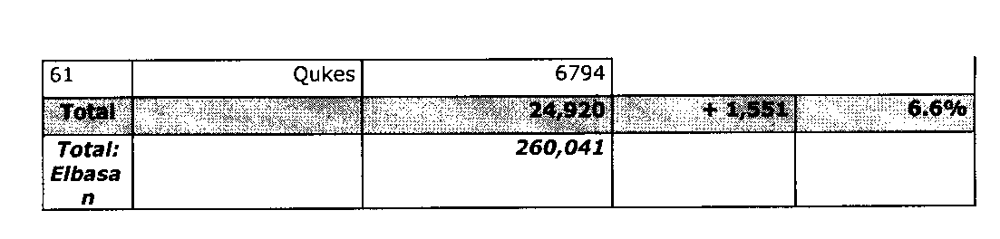 61 Qukes 6794
Total 24,920 + 1,551 6.6%
Total: 260,041
Elbasa
n